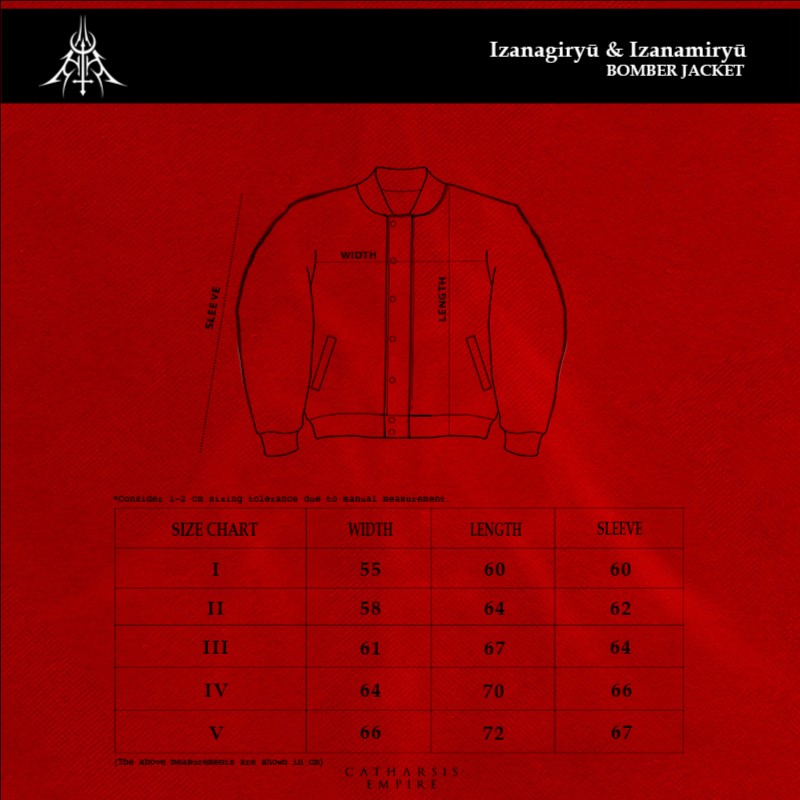 Izanagiryū & Izanamiryū
BOMBER JACKET
WIDTH
LENGTH
SLEEVE
*Consider 1-2 CM sizing tolerance due to manual measurement.
SIZE CHART WIDTH LENGTH SLEEVE
I 55 60 60
II 58 64 62
III 61 67 64
IV 64 70 66
V 66 72 67
(The above measurements are shown in CM)
CATHARSIS
EMPIRE